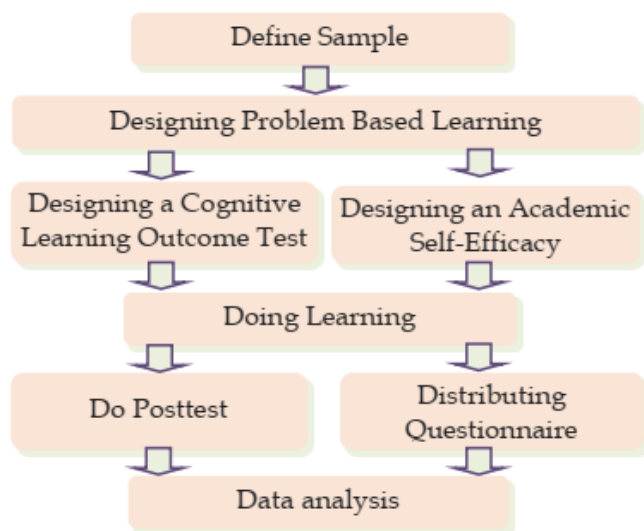 Define Sample
Designing Problem Based Learning
Designing a Cognitive
Learning Outcome Test
Designing an Academic
Self-Efficacy
Doing Learning
Do Posttest
Distributing
Questionnaire
Data analysis